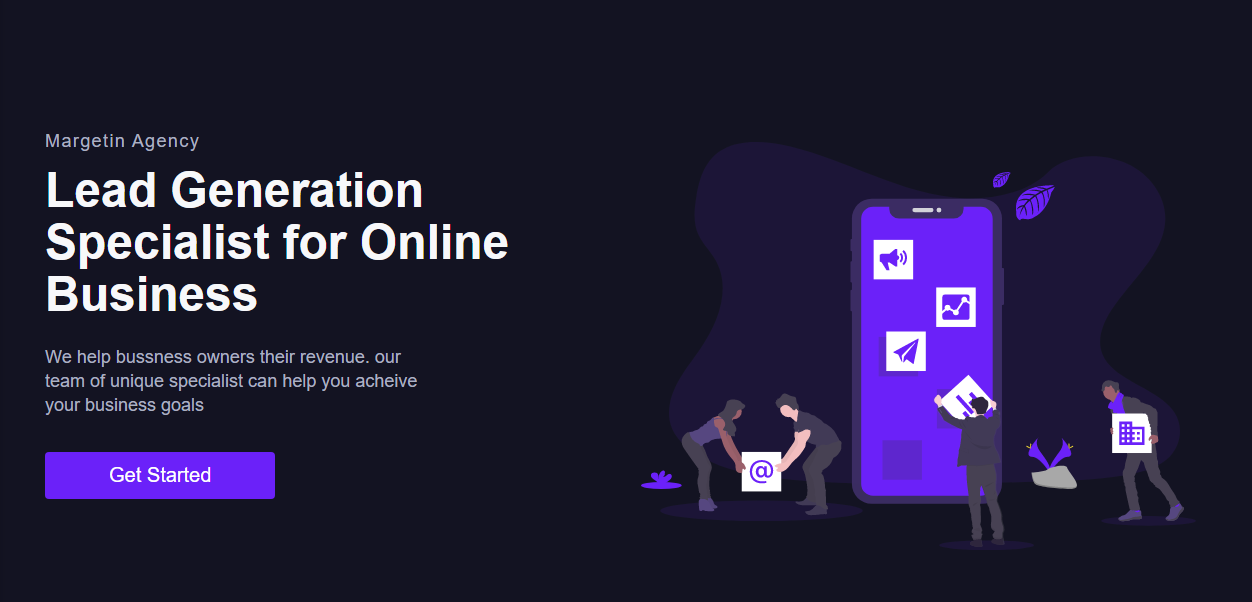 Margetin Agency
Lead Generation
Specialist for Online
Business
We help bussness owners their revenue. our
team of unique specialist can help you acheive
your business goals
Get Started
@